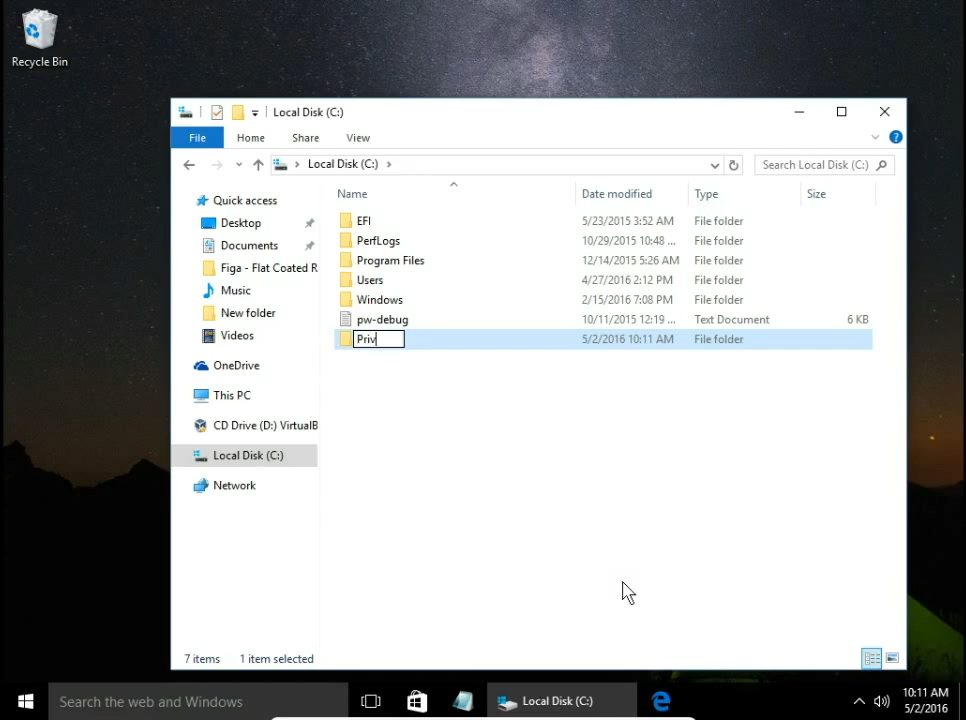 Recycle Bin
Local Disk (C:)
File Home Share View
Local Disk (C:)
Search Local Disk (C:)
Name Date modified Type Size
Quick access
Desktop
Documents
Figa - Flat Coated R
Music
New folder
Videos
OneDrive
This PC
CD Drive (D:) VirtualB
Local Disk (C:)
Network
EFI 5/23/2015 3:52 AM File folder
PerfLogs 10/29/2015 10:48 ... File folder
Program Files 12/14/2015 5:26 AM File folder
Users 4/27/2016 2:12 PM File folder
Windows 2/15/2016 7:08 PM File folder
pw-debug 10/11/2015 12:19 ... Text Document 6 KB
Priv 5/2/2016 10:11 AM File folder
7 items 1 item selected
Search the web and Windows
Local Disk (C:)
10:11 AM
5/2/2016